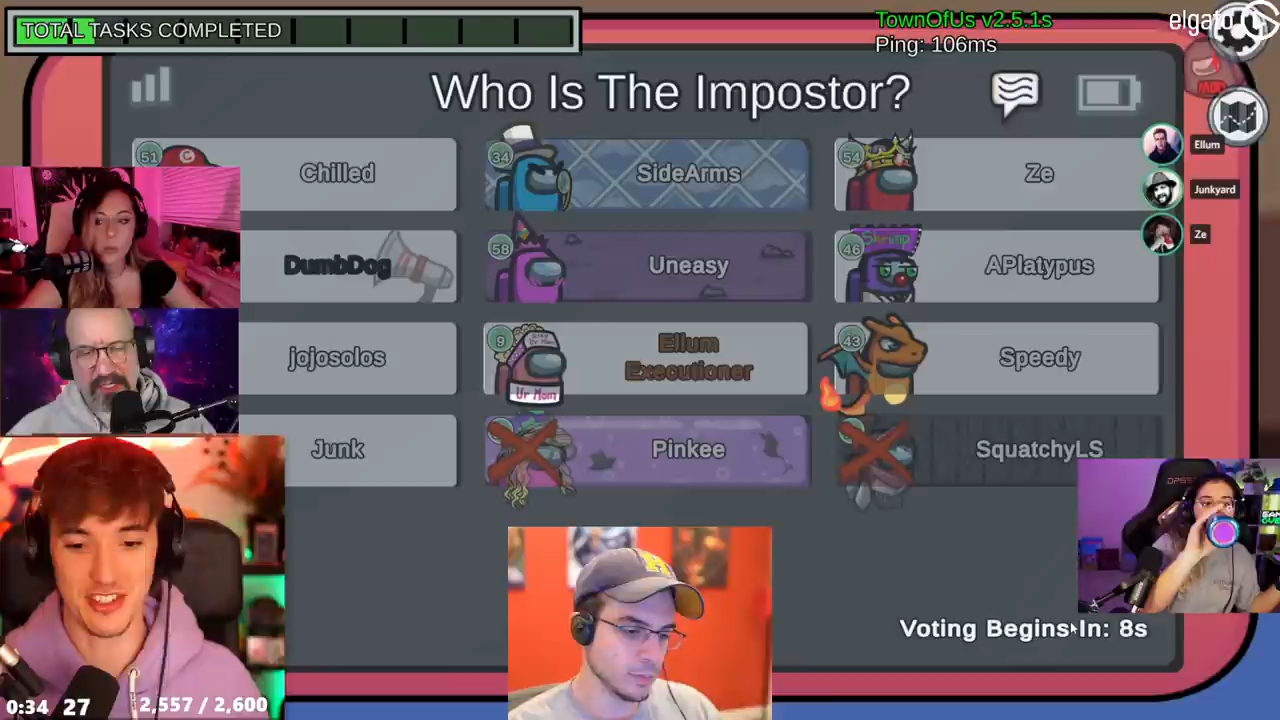 TOTAL TASKS COMPLETED
TownOfUs v2.5.1s
Ping: 106ms
elgato
Who Is The Impostor?
51
Chilled
34
SideArms
54
Ze
Ellum
Junkyard
Ze
DumbDog
58
Uneasy
46
Shrimp
APlatypus
jojosolos
9
Ur Mom
Ellum
Executioner
43
Speedy
Junk
Pinkee
SquatchyLS
Voting Begins In: 8s
0:34
27
2,557 / 2,600